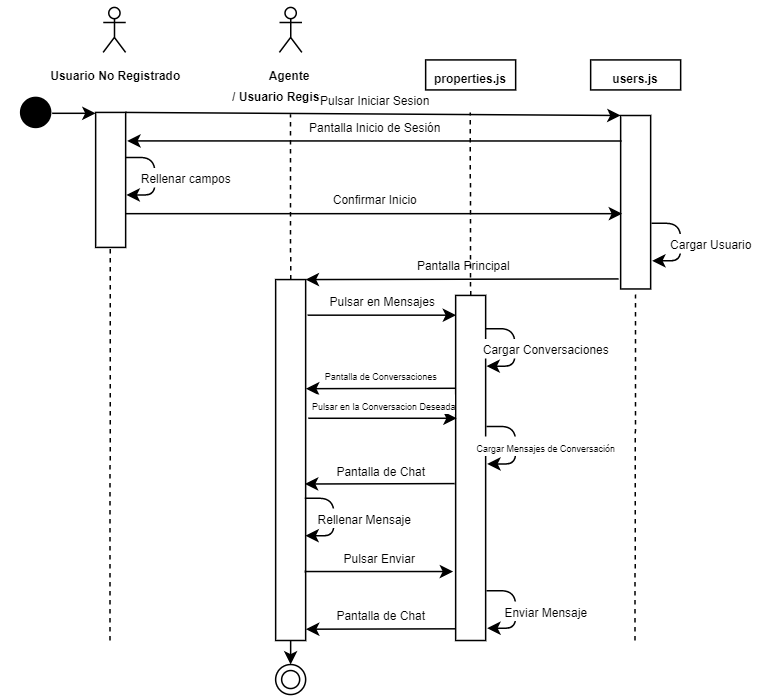 Usuario No Registrado
Agente
/ Usuario Regis
properties.js
users.js
Pulsar Iniciar Sesion
Pantalla Inicio de Sesión
Rellenar campos
Confirmar Inicio
Cargar Usuario
Pantalla Principal
Pulsar en Mensajes
Cargar Conversaciones
Pantalla de Conversaciones
Pulsar en la Conversacion Deseada
Cargar Mensajes de Conversación
Pantalla de Chat
Rellenar Mensaje
Pulsar Enviar
Enviar Mensaje
Pantalla de Chat